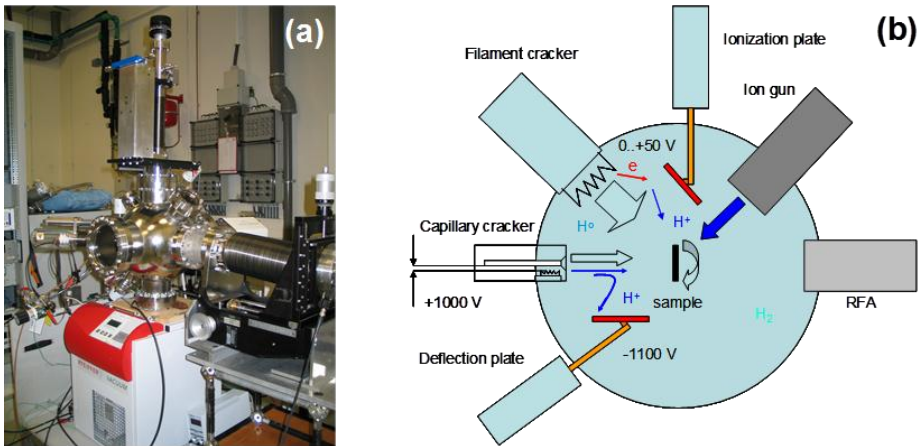 (a)
(b)
Ionization plate
Filament cracker
Ion gun
0..+50 V
e
H⁺
H°
Capillary cracker
+1000 V
H⁺
sample
H₂
RFA
-1100 V
Deflection plate